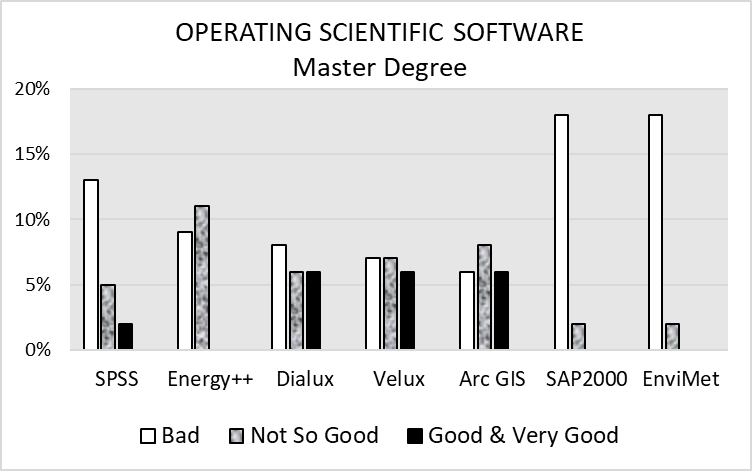 OPERATING SCIENTIFIC SOFTWARE
Master Degree
20%
15%
10%
5%
0%
SPSS Energy++ Dialux Velux Arc GIS SAP2000 EnviMet
Bad Not So Good Good & Very Good